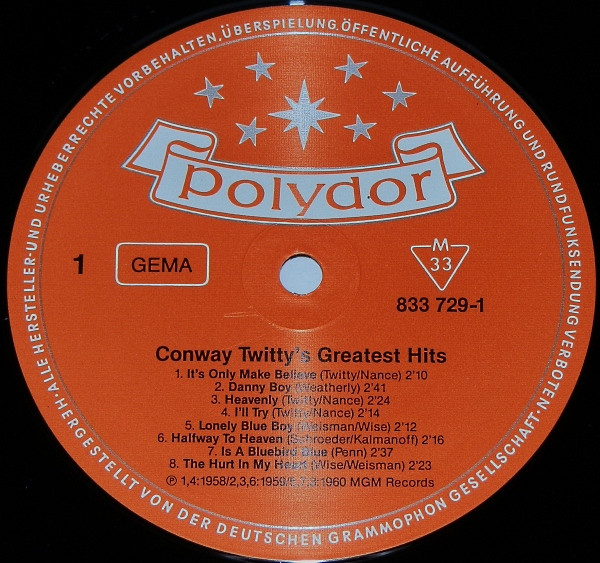 ·ALLE HERSTELLER-UND URHEBERRECHTE VORBEHALTEN,ÜBERSPIELUNG,ÖFFENTLICHE AUFFÜHRUNG UND RUNDFUNKSENDUNG VERBOTEN·
polydor
1
GEMA
M
33
833 729-1
Conway Twitty's Greatest Hits
1. It's Only Make Believe (Twitty/Nance) 2'10
2. Danny Boy (Weatherly) 2'41
3. Heavenly (Twitty/Nance) 2'24
4. I'll Try (Twitty/Nance) 2'14
5. Lonely Blue Boy (Weisman/Wise) 2'12
6. Halfway To Heaven (Schroeder/Kalmanoff) 2'16
7. Is A Bluebird Blue (Penn) 2'37
8. The Hurt In My Heart (Wise/Weisman) 2'23
℗ 1,4:1958/2,3,6:1959/5,7,8:1960 MGM Records
HERGESTELLT VON DER DEUTSCHEN GRAMMOPHON GESELLSCHAFT